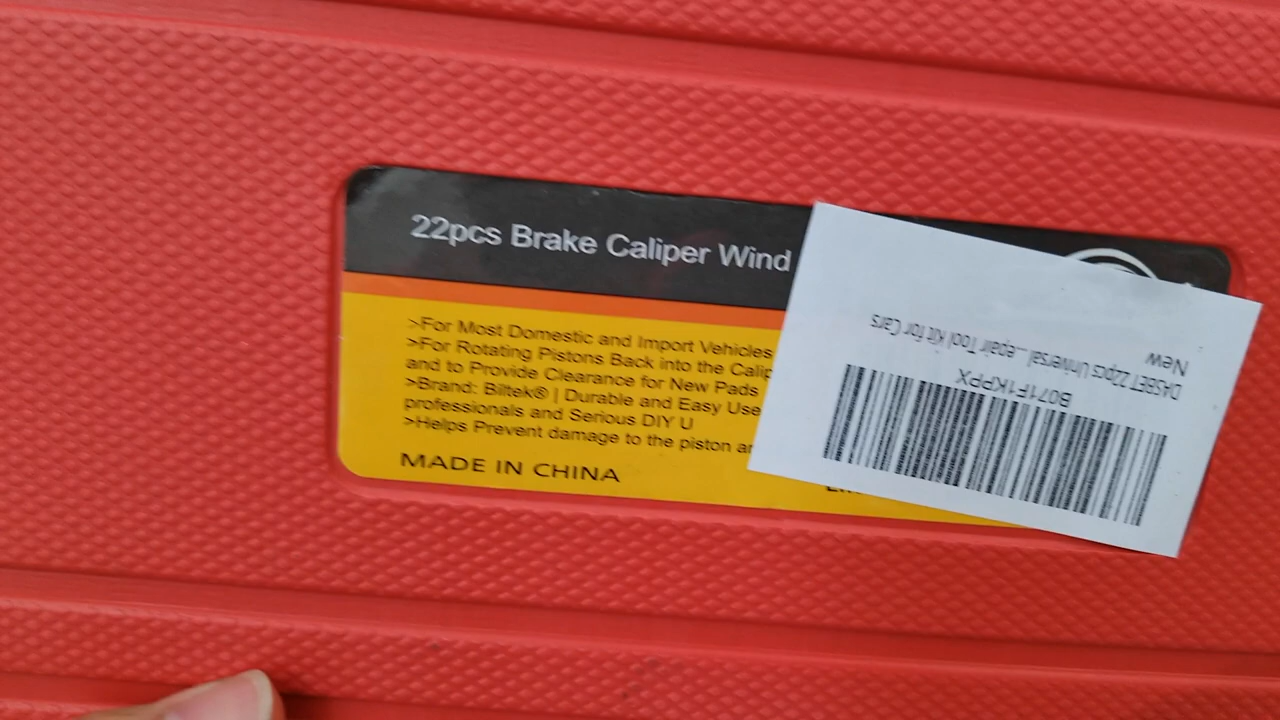 22pcs Brake Caliper Wind
>For Most Domestic and Import Vehicles
>For Rotating Pistons Back into the Calip
and to Provide Clearance for New Pads
>Brand: Biltek® | Durable and Easy Use
professionals and Serious DIY U
>Helps Prevent damage to the piston an
MADE IN CHINA
B071F1KPPX
DASBET 22pcs Universal...epair Tool Kit for Cars
New